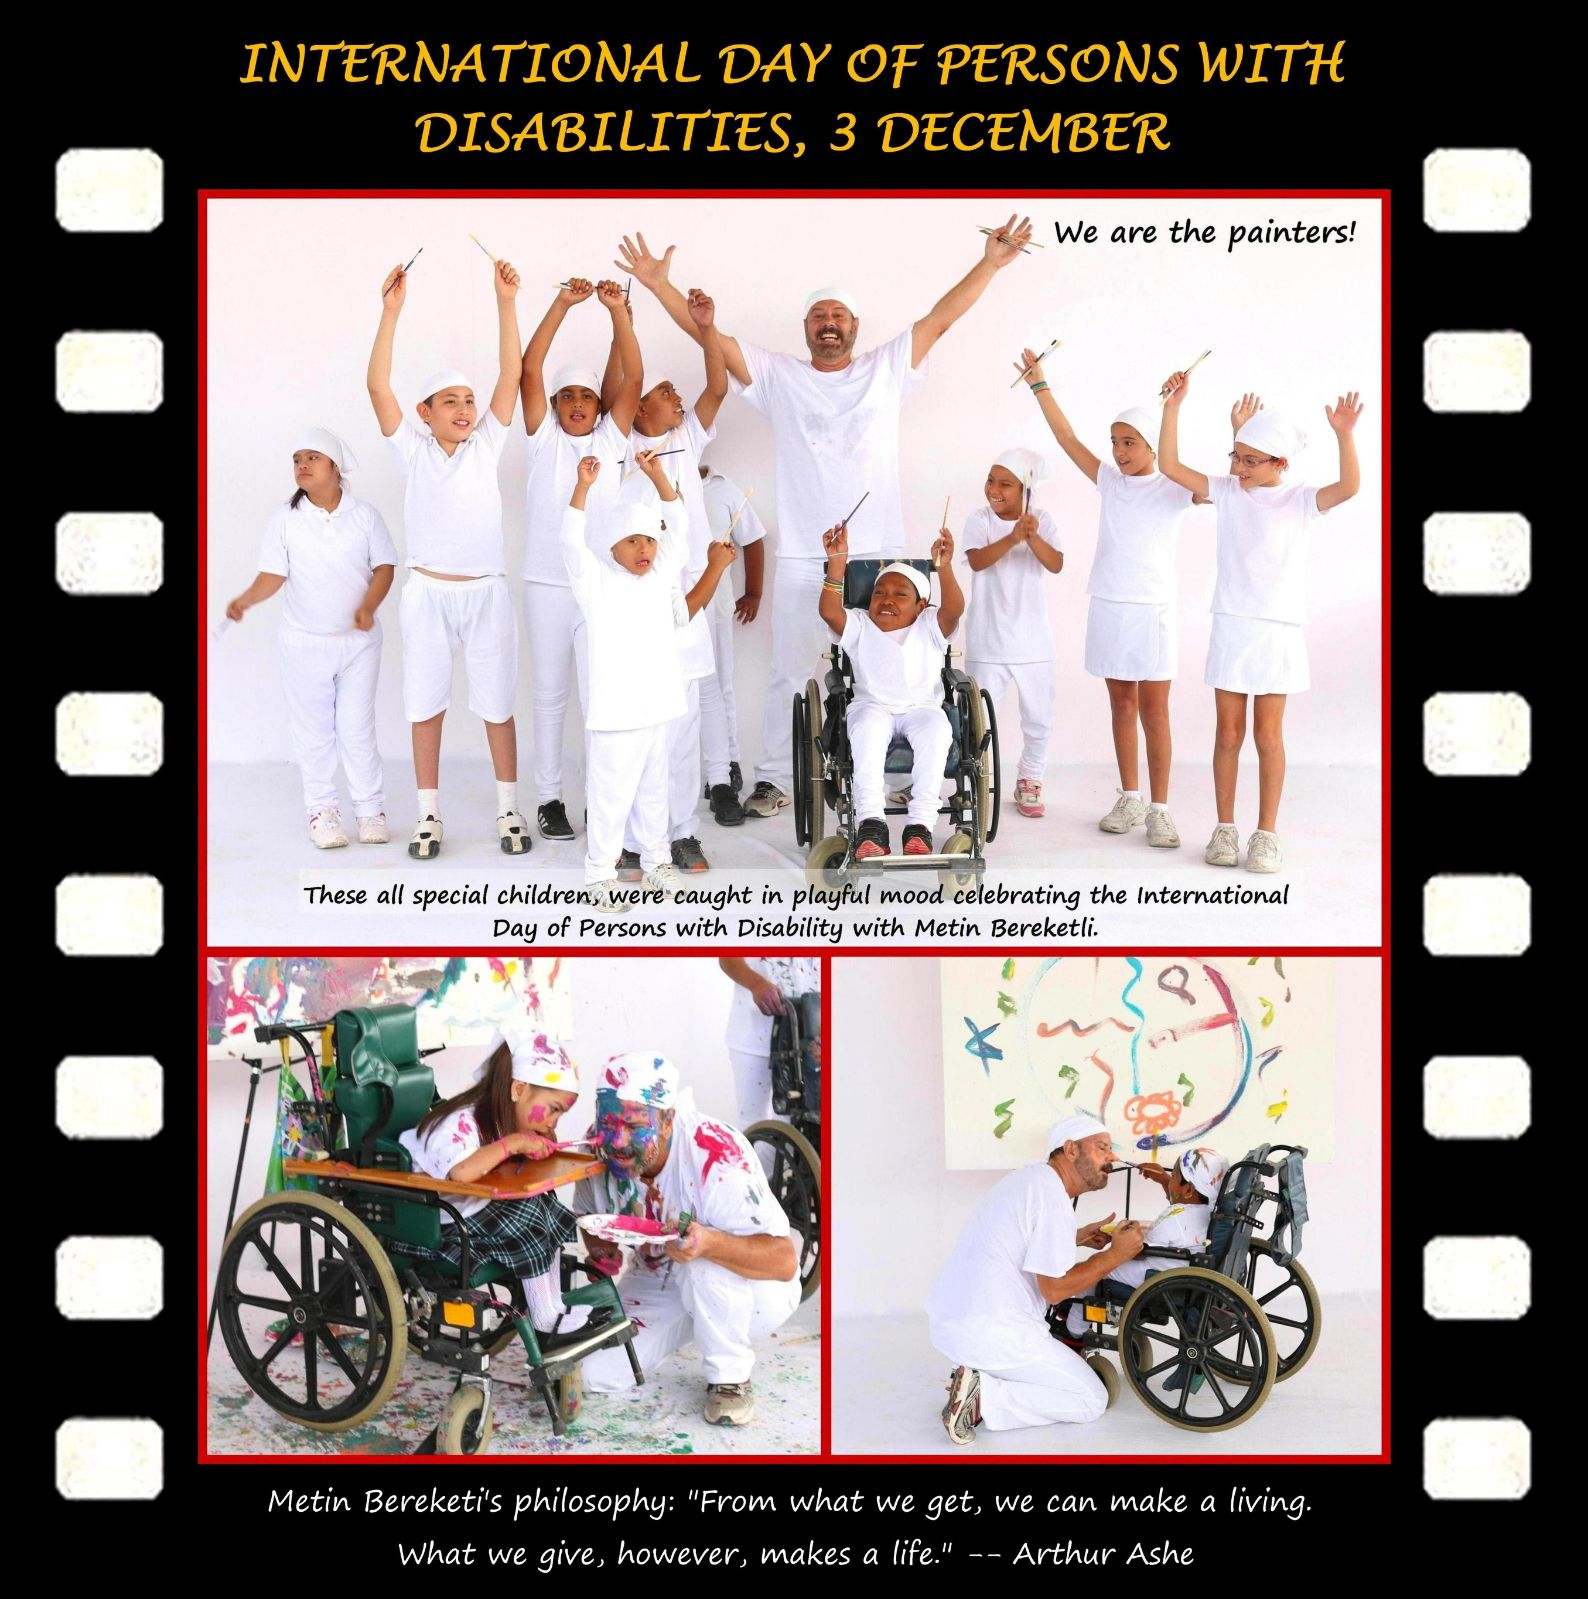 INTERNATIONAL DAY OF PERSONS WITH
DISABILITIES, 3 DECEMBER
We are the painters!
These all special children, were caught in playful mood celebrating the International
Day of Persons with Disability with Metin Bereketli.
Metin Bereketi's philosophy: "From what we get, we can make a living.
What we give, however, makes a life." -- Arthur Ashe